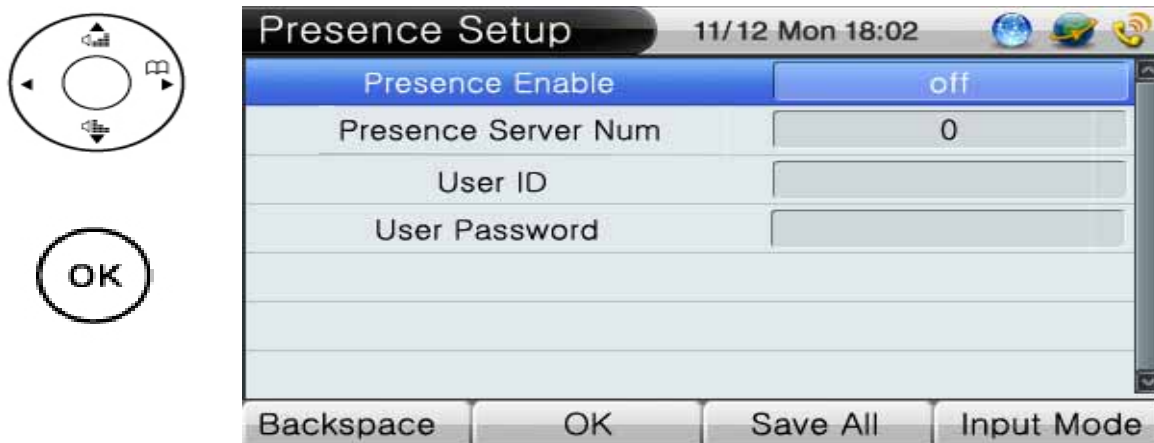 Presence Setup 11/12 Mon 18:02
Presence Enable off
Presence Server Num 0
User ID
User Password
OK
Backspace OK Save All Input Mode